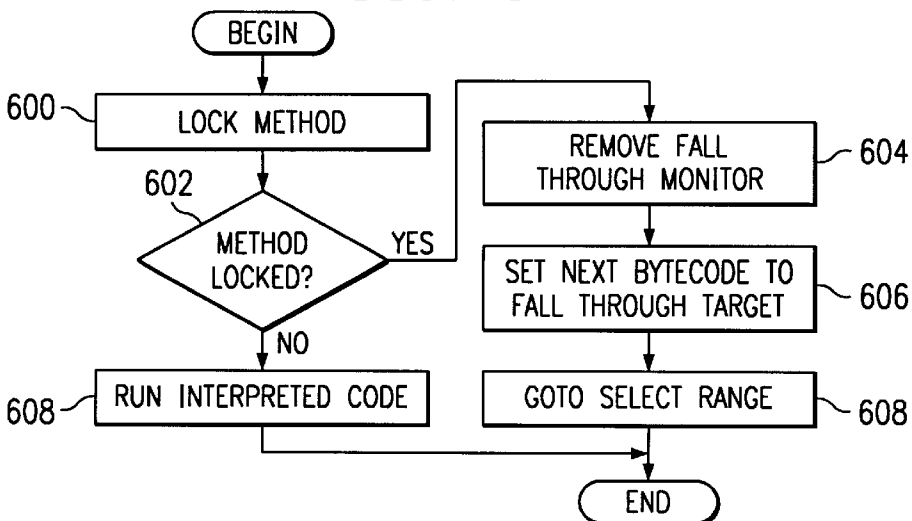 BEGIN
600
LOCK METHOD
602
METHOD
LOCKED?
YES
NO
608
RUN INTERPRETED CODE
REMOVE FALL
THROUGH MONITOR
604
SET NEXT BYTECODE TO
FALL THROUGH TARGET
606
GOTO SELECT RANGE
608
END